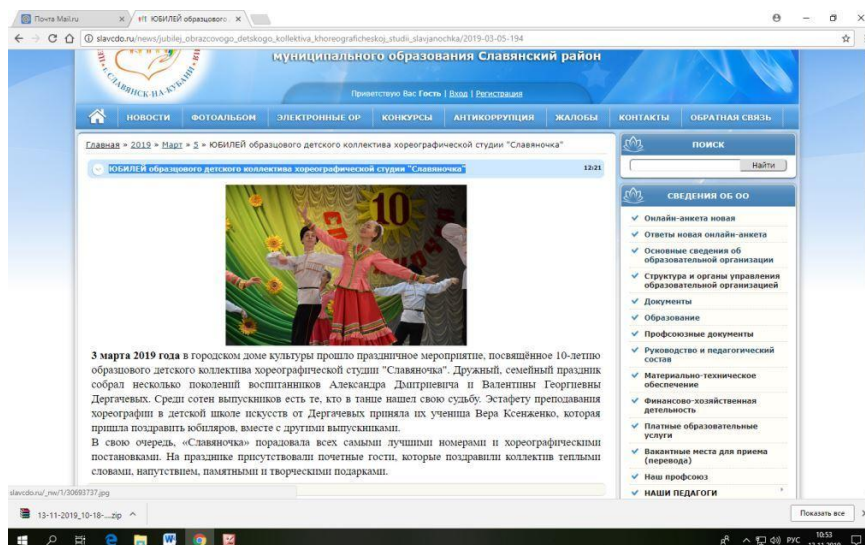 Почта Mail.ru
ЮБИЛЕЙ образцового
slavcdo.ru/news/jubilej_obrazcovogo_detskogo_kollektiva_khoreograficheskoj_studii_slavjanochka/2019-03-05-194
СЛАВЯНСК-НА-КУБАНИ
муниципального образования Славянский район
Приветствую Вас Гость | Вход | Регистрация
НОВОСТИ ФОТОАЛЬБОМ ЭЛЕКТРОННЫЕ ОР КОНКУРСЫ АНТИКОРРУПЦИЯ ЖАЛОБЫ КОНТАКТЫ ОБРАТНАЯ СВЯЗЬ
Главная » 2019 » Март » 5 » ЮБИЛЕЙ образцового детского коллектива хореографической студии "Славяночка"
ЮБИЛЕЙ образцового детского коллектива хореографической студии "Славяночка" 12:21
10
3 марта 2019 года в городском доме культуры прошло праздничное мероприятие, посвящённое 10-летию
образцового детского коллектива хореографической студии "Славяночка". Дружный, семейный праздник
собрал несколько поколений воспитанников Александра Дмитриевича и Валентины Георгиевны
Дергачевых. Среди сотен выпускников есть те, кто в танце нашел свою судьбу. Эстафету преподавания
хореографии в детской школе искусств от Дергачевых приняла их ученица Вера Ксенженко, которая
пришла поздравить юбиляров, вместе с другими выпускниками.
В свою очередь, «Славяночка» порадовала всех самыми лучшими номерами и хореографическими
постановками. На празднике присутствовали почетные гости, которые поздравили коллектив теплыми
словами, напутствием, памятными и творческими подарками.
ПОИСК
Найти
СВЕДЕНИЯ ОБ ОО
Онлайн-анкета новая
Ответы новая онлайн-анкета
Основные сведения об
образовательной организации
Структура и органы управления
образовательной организацией
Документы
Образование
Профсоюзные документы
Руководство и педагогический
состав
Материально-техническое
обеспечение
Финансово-хозяйственная
детельность
Платные образовательные
услуги
Вакантные места для приема
(перевода)
Наш профсоюз
НАШИ ПЕДАГОГИ
slavcdo.ru/_nw/1/30693737.jpg
13-11-2019_10-18-....zip
Показать все
РУС
10:53